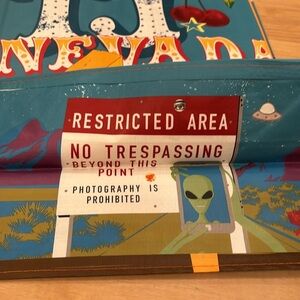 NEVADA
RESTRICTED AREA
NO TRESPASSING
BEYOND THIS
POINT
PHOTOGRAPHY IS
PROHIBITED